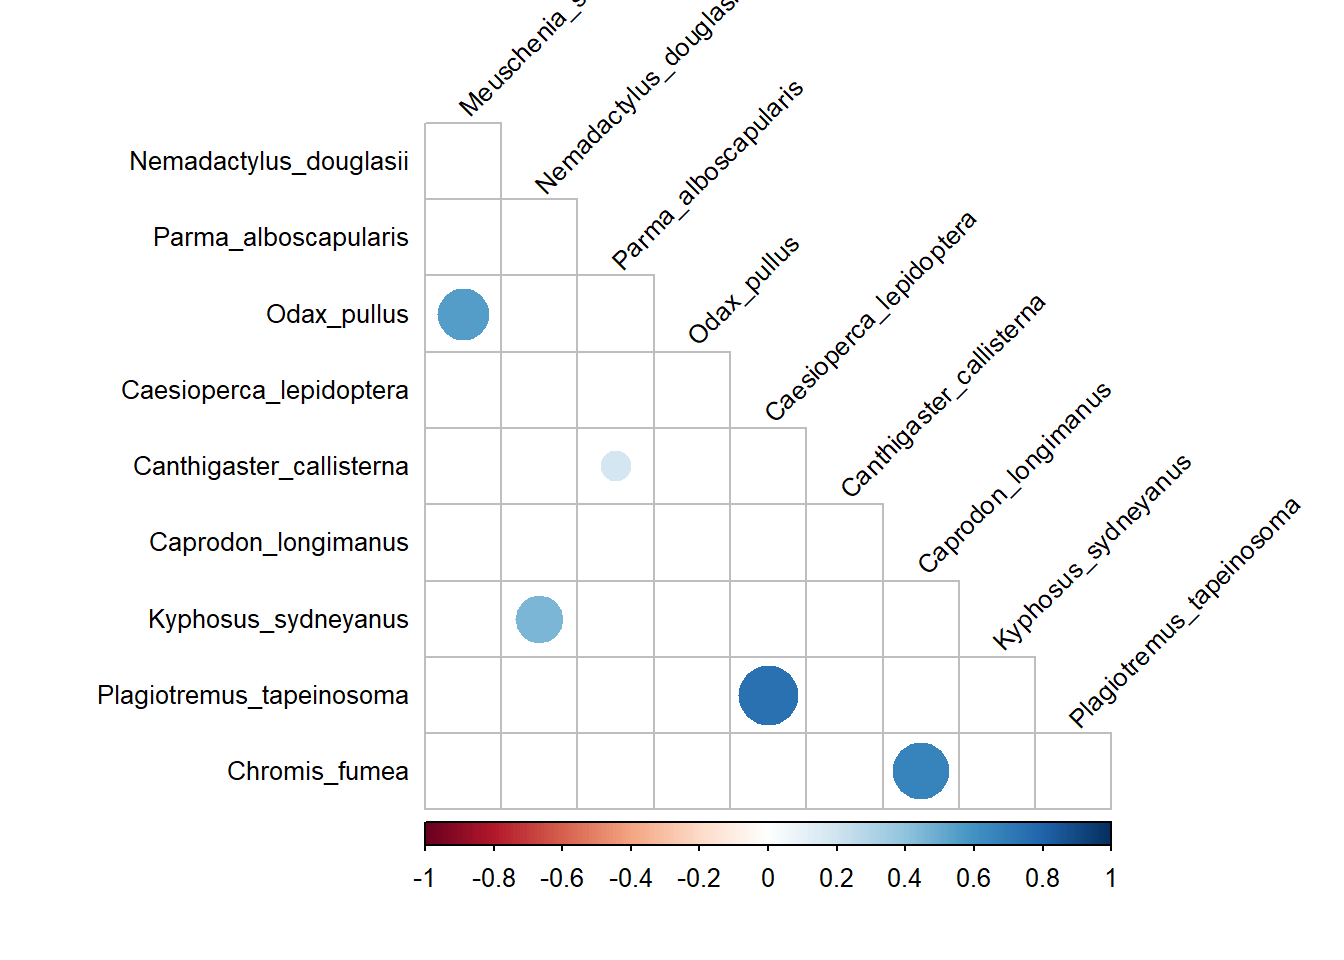 Meuschenia_
Nemadactylus_douglasii
Parma_alboscapularis
Odax_pullus
Caesioperca_lepidoptera
Canthigaster_callisterna
Caprodon_longimanus
Kyphosus_sydneyanus
Plagiotremus_tapeinosoma
Nemadactylus_douglasii
Parma_alboscapularis
Odax_pullus
Caesioperca_lepidoptera
Canthigaster_callisterna
Caprodon_longimanus
Kyphosus_sydneyanus
Plagiotremus_tapeinosoma
Chromis_fumea
-1 -0.8 -0.6 -0.4 -0.2 0 0.2 0.4 0.6 0.8 1